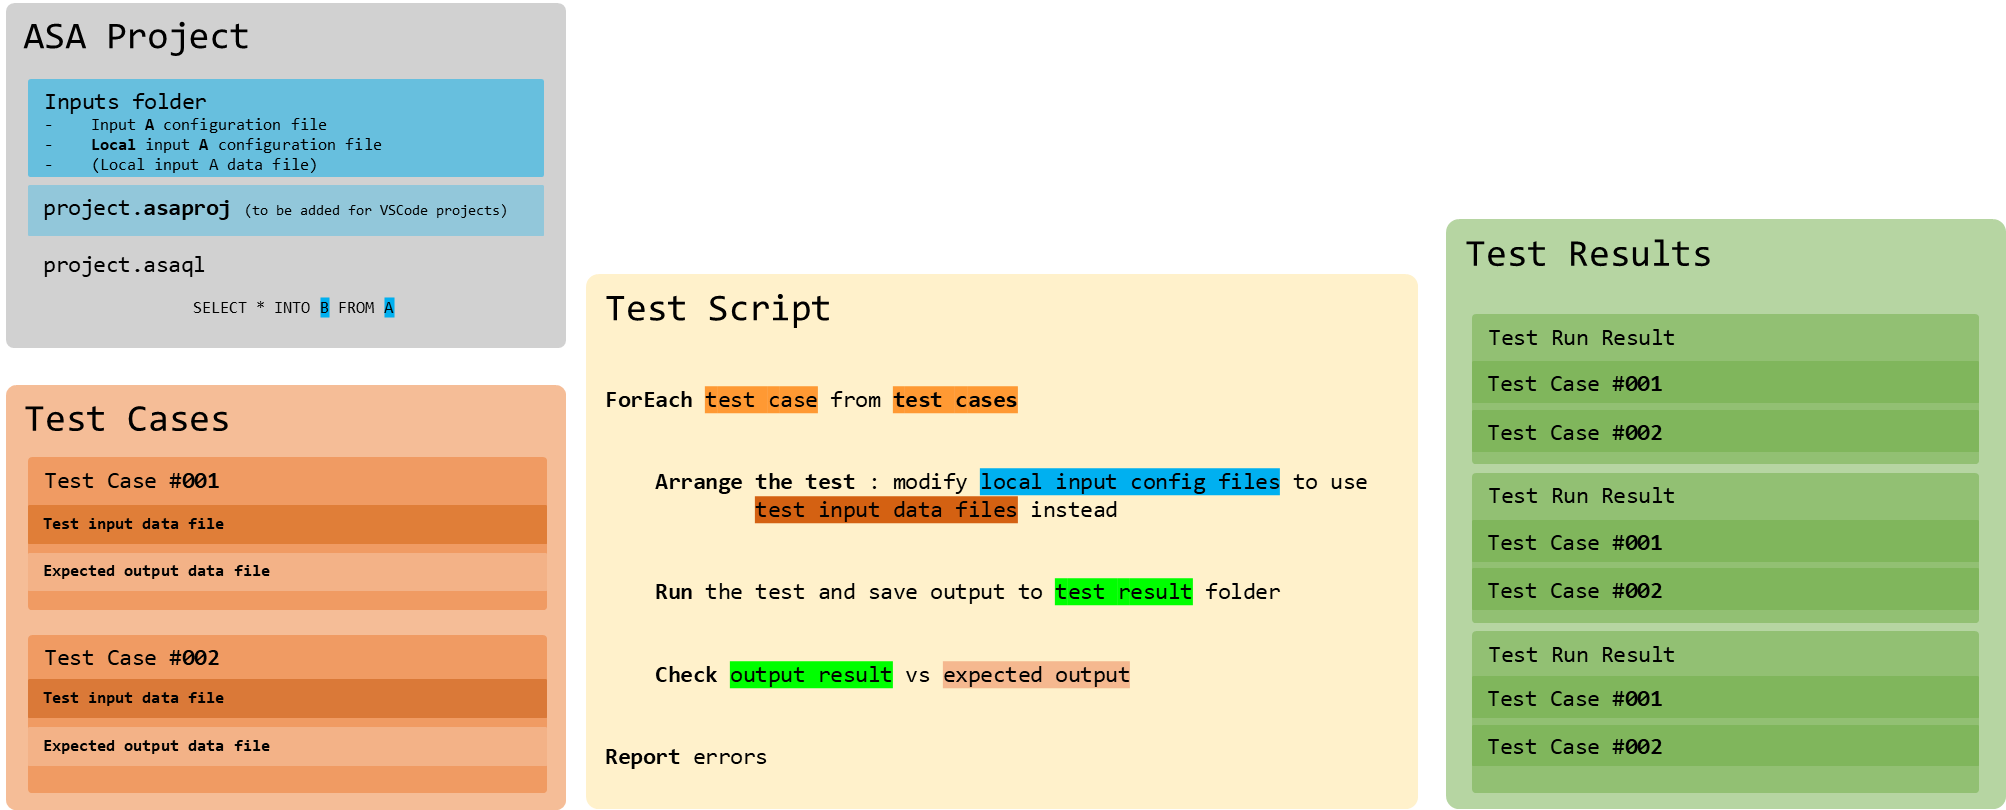 ASA Project
Inputs folder
- Input A configuration file
- Local input A configuration file
- (Local input A data file)
project.asaproj (to be added for VSCode projects)
project.asaql
SELECT * INTO B FROM A
Test Cases
Test Case #001
Test input data file
Expected output data file
Test Case #002
Test input data file
Expected output data file
Test Script
ForEach test case from test cases
Arrange the test : modify local input config files to use
test input data files instead
Run the test and save output to test result folder
Check output result vs expected output
Report errors
Test Results
Test Run Result
Test Case #001
Test Case #002
Test Run Result
Test Case #001
Test Case #002
Test Run Result
Test Case #001
Test Case #002